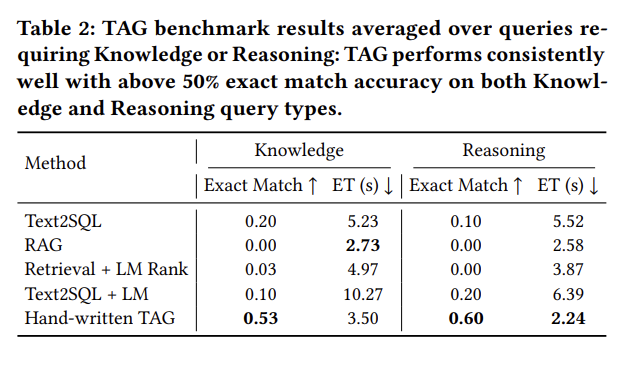 Table 2: TAG benchmark results averaged over queries re-
quiring Knowledge or Reasoning: TAG performs consistently
well with above 50% exact match accuracy on both Knowl-
edge and Reasoning query types.
Method Knowledge Reasoning
Exact Match ↑ ET (s) ↓ Exact Match ↑ ET (s) ↓
Text2SQL 0.20 5.23 0.10 5.52
RAG 0.00 2.73 0.00 2.58
Retrieval + LM Rank 0.03 4.97 0.00 3.87
Text2SQL + LM 0.10 10.27 0.20 6.39
Hand-written TAG 0.53 3.50 0.60 2.24